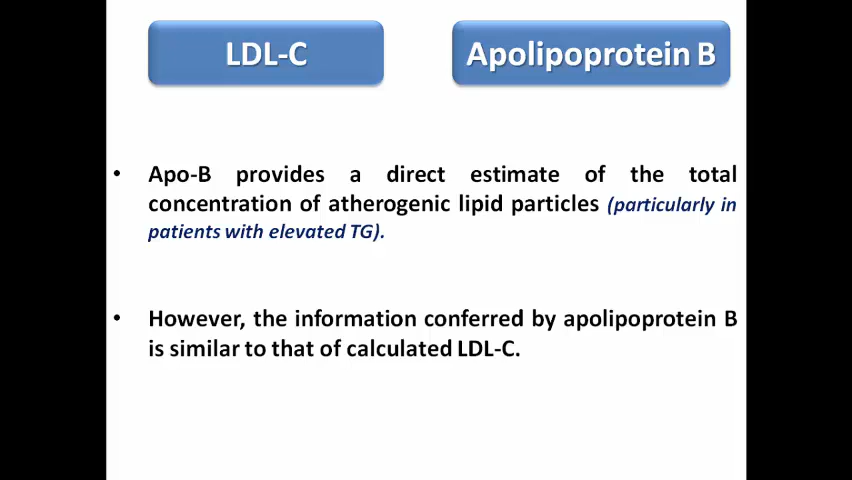 LDL-C
Apolipoprotein B
• Apo-B provides a direct estimate of the total
concentration of atherogenic lipid particles (particularly in
patients with elevated TG).
• However, the information conferred by apolipoprotein B
is similar to that of calculated LDL-C.